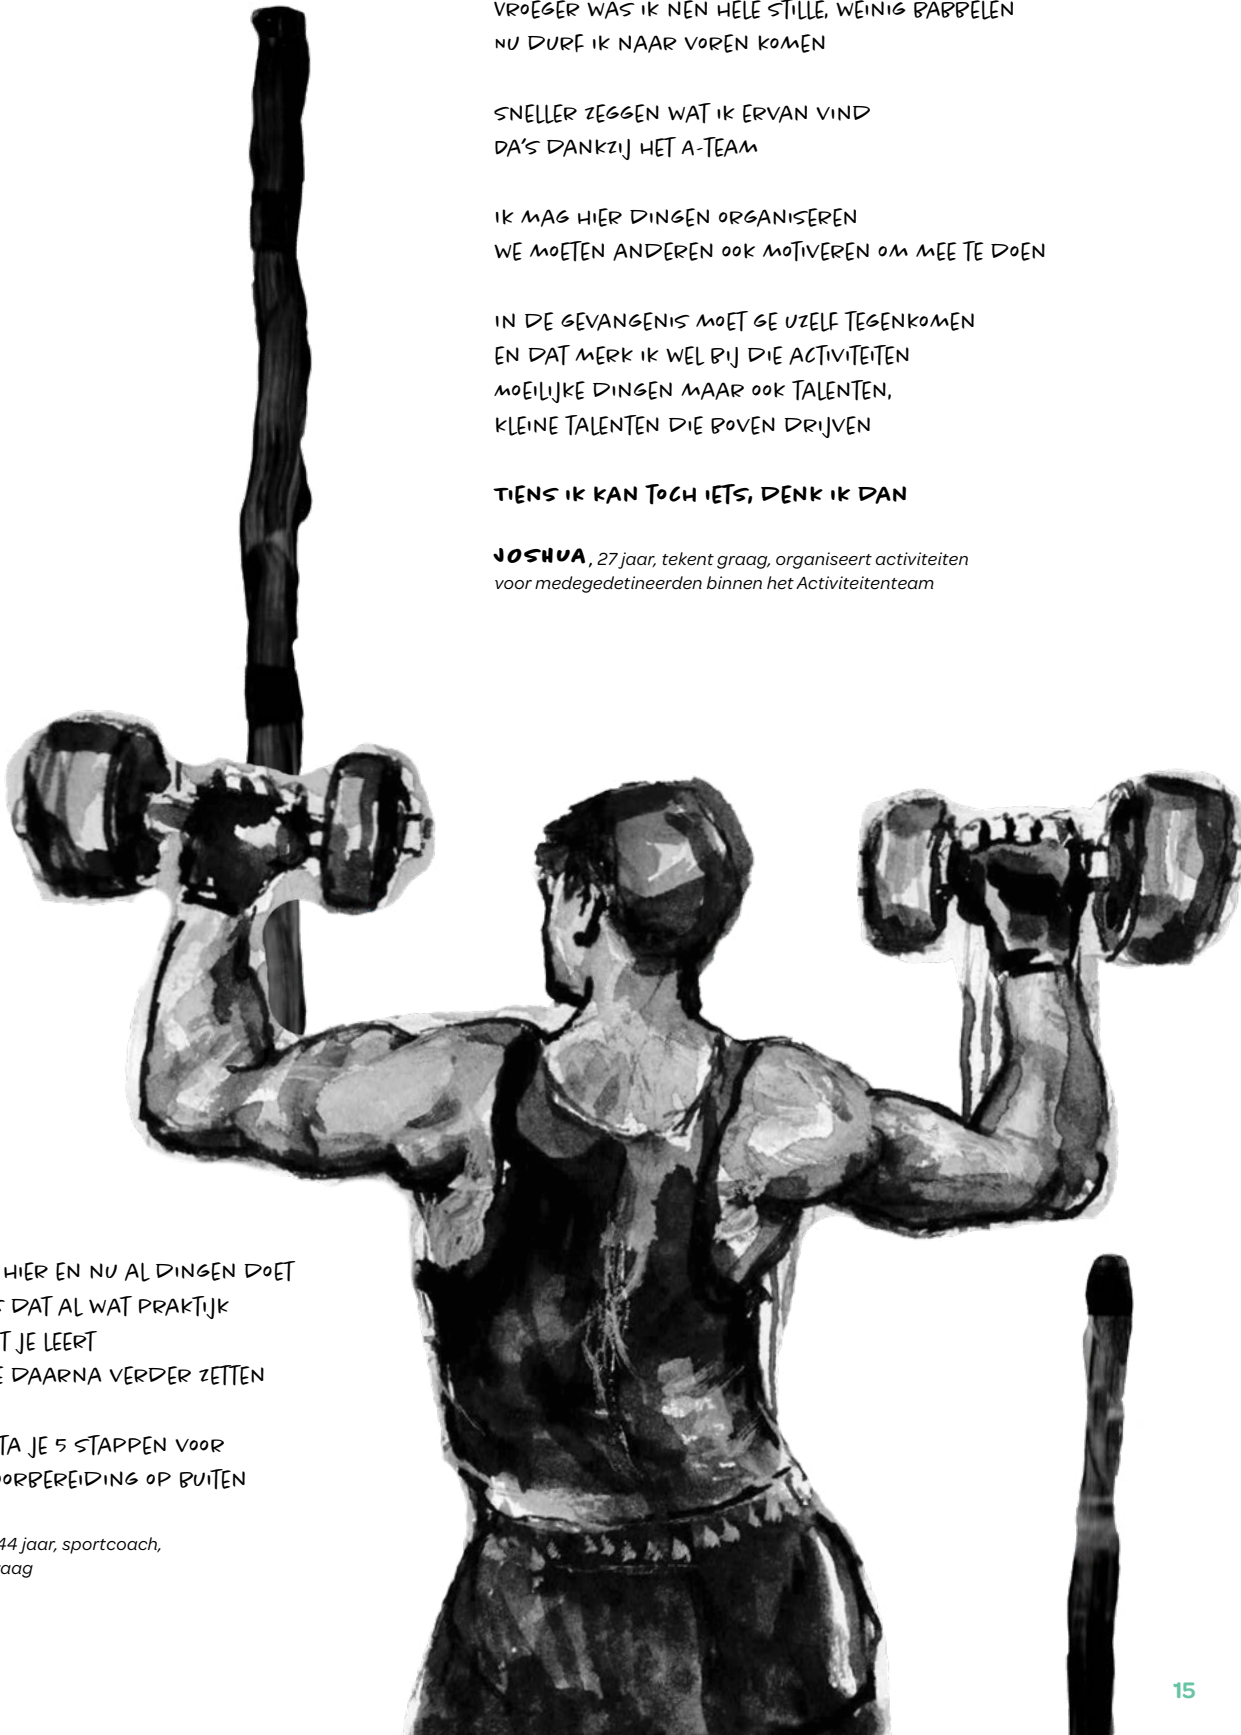 VROEGER WAS IK NEN HELE STILLE, WEINIG BABBELEN
NU DURF IK NAAR VOREN KOMEN
SNELLER ZEGGEN WAT IK ERVAN VIND
DA'S DANKZIJ HET A-TEAM
IK MAG HIER DINGEN ORGANISEREN
WE MOETEN ANDEREN OOK MOTIVEREN OM MEE TE DOEN
IN DE GEVANGENIS MOET GE UZELF TEGENKOMEN
EN DAT MERK IK WEL BIJ DIE ACTIVITEITEN
MOEILIJKE DINGEN MAAR OOK TALENTEN,
KLEINE TALENTEN DIE BOVEN DRIJVEN
TIENS IK KAN TOCH IETS, DENK IK DAN
JOSHUA, 27 jaar, tekent graag, organiseert activiteiten
voor medegedetineerden binnen het Activiteitenteam
HIER EN NU AL DINGEN DOET
DAT AL WAT PRAKTIJK
JE LEERT
DAARNA VERDER ZETTEN
JE 5 STAPPEN VOOR
OP BUITEN
44 jaar, sportcoach,
15